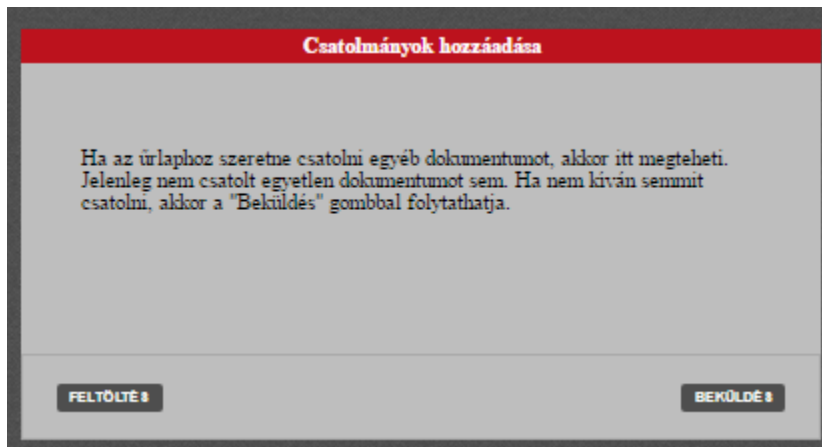 Csatolmányok hozzáadása
Ha az űrlaphoz szeretne csatolni egyéb dokumentumot, akkor itt megteheti.
Jelenleg nem csatolt egyetlen dokumentumot sem. Ha nem kíván semmit
csatolni, akkor a "Beküldés" gombbal folytathatja.
FELTÖLTÉS
BEKÜLDÉS